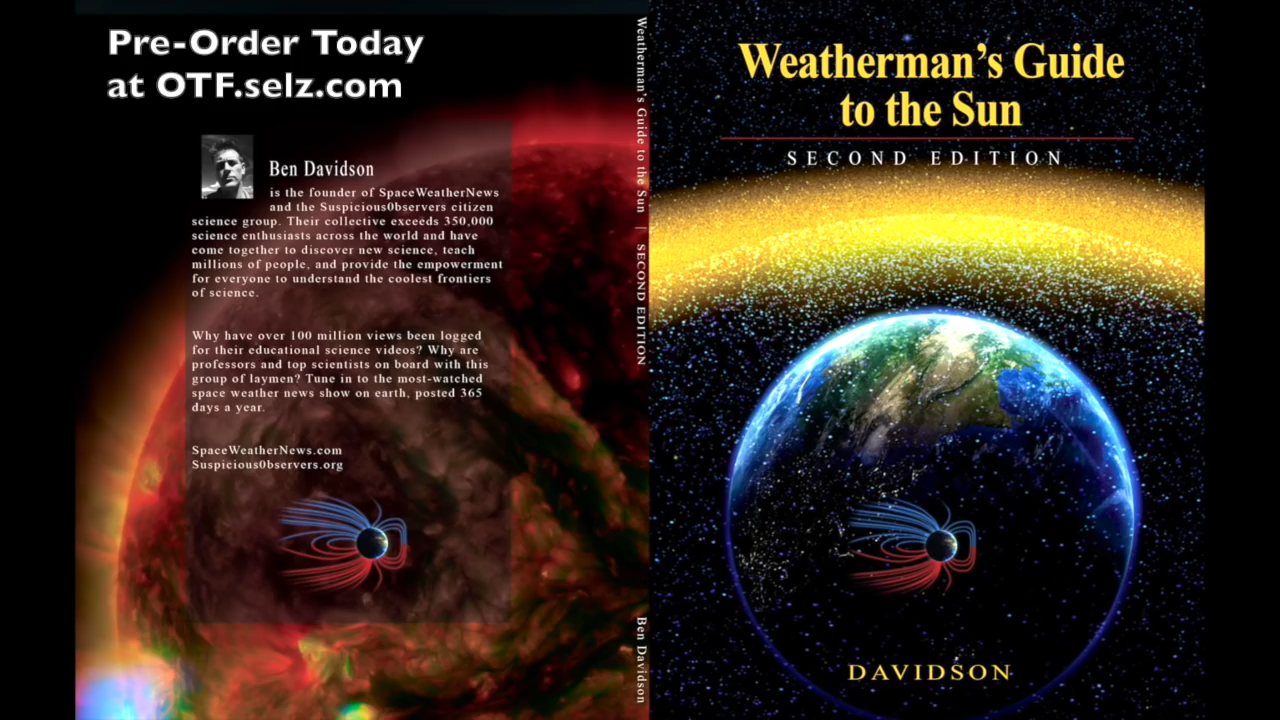 Pre-Order Today
at OTF.selz.com
Ben Davidson
is the founder of SpaceWeatherNews
and the Suspicious0bservers citizen
science group. Their collective exceeds 350,000
science enthusiasts across the world and have
come together to discover new science, teach
millions of people, and provide the empowerment
for everyone to understand the coolest frontiers
of science.
Why have over 100 million views been logged
for their educational science videos? Why are
professors and top scientists on board with this
group of laymen? Tune in to the most-watched
space weather news show on earth, posted 365
days a year.
SpaceWeatherNews.com
Suspicious0bservers.org
Weatherman's Guide to the Sun | SECOND EDITION
Ben Davidson
Weatherman's Guide
to the Sun
SECOND EDITION
DAVIDSON